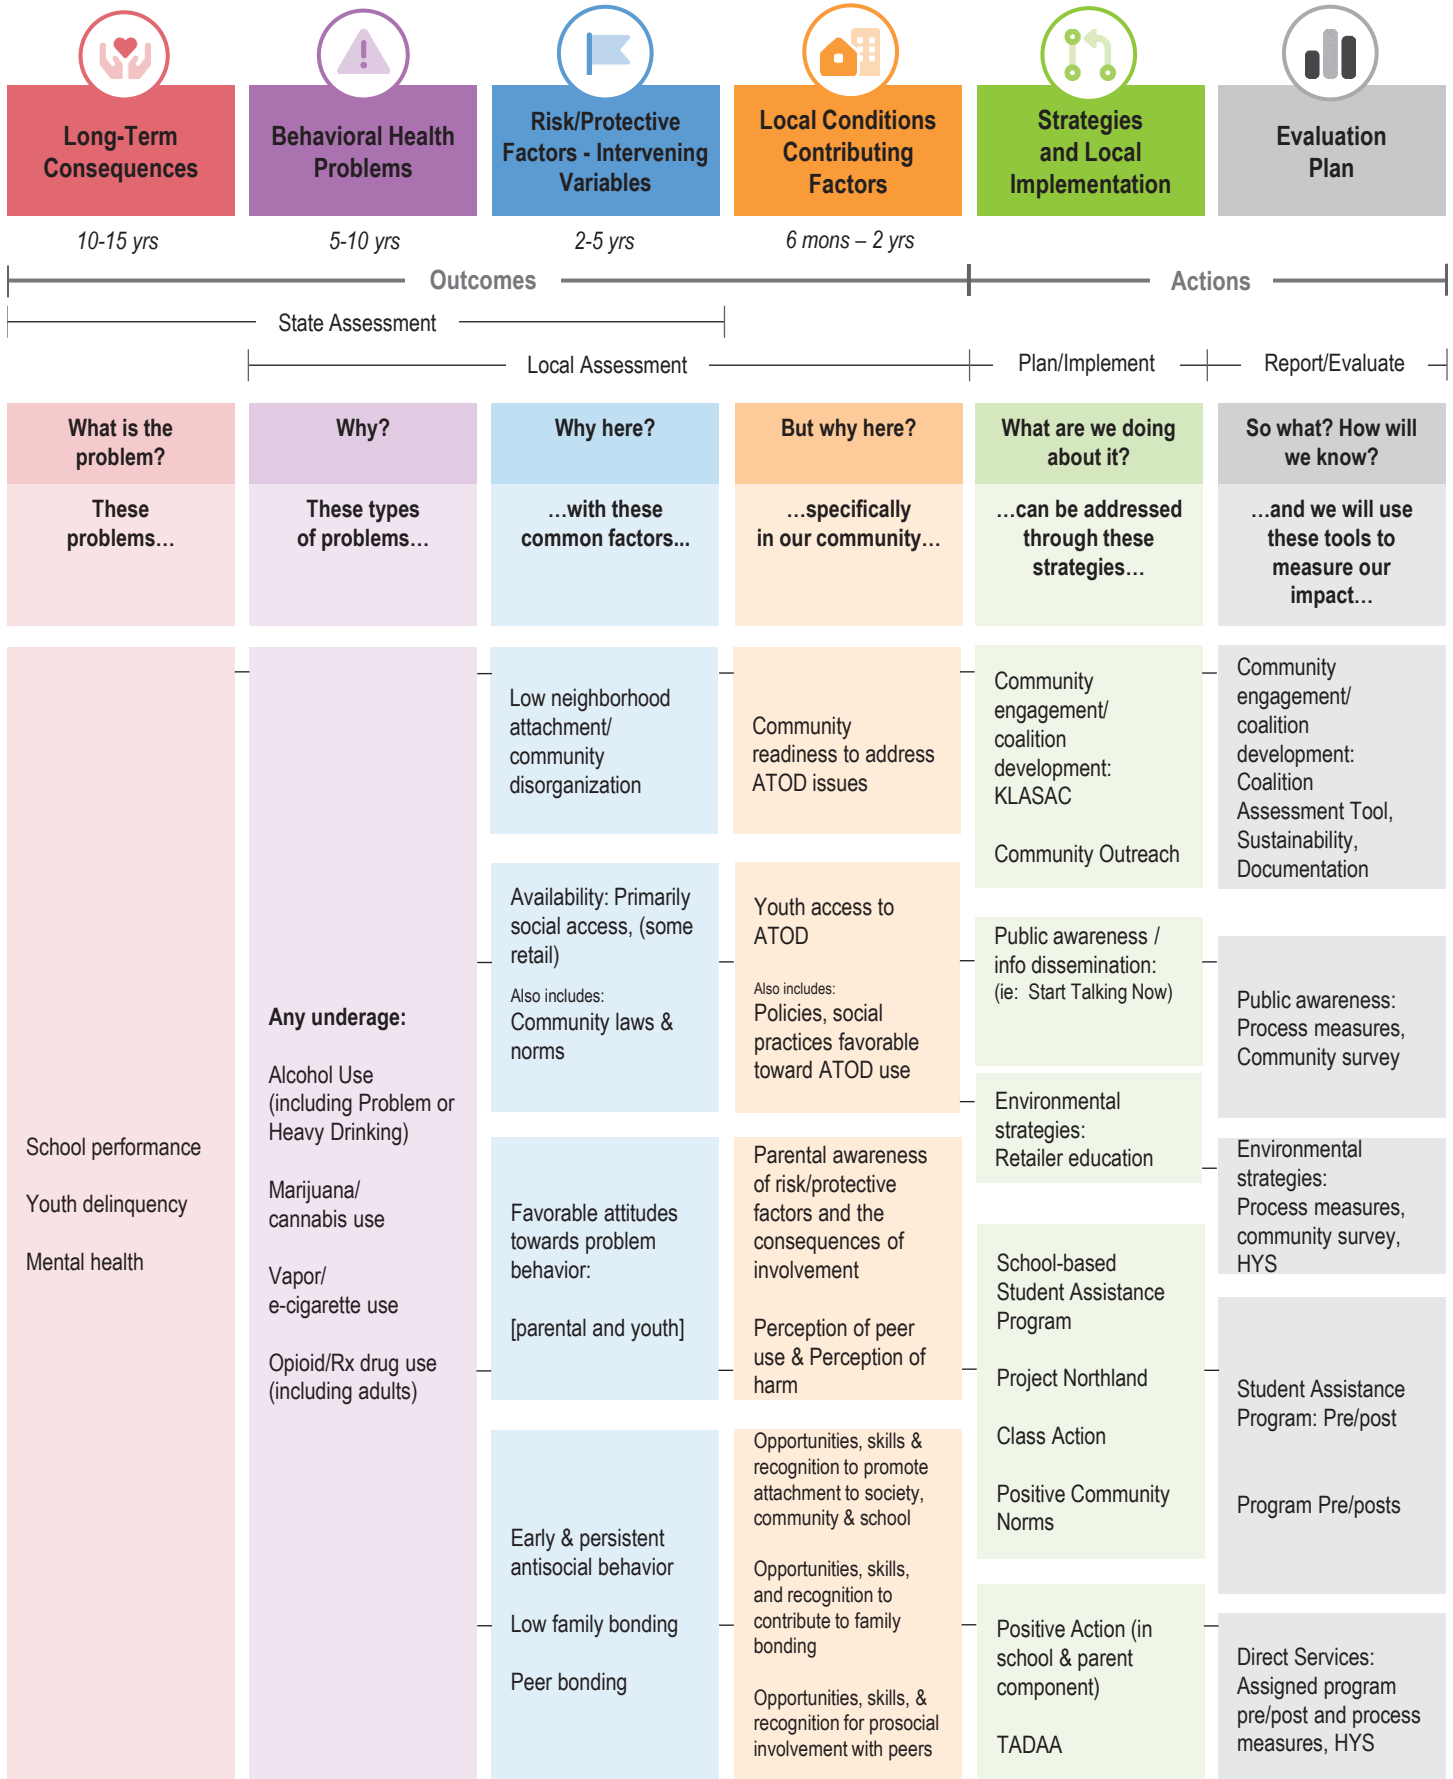 Long-Term
Consequences
Behavioral Health
Problems
Risk/Protective
Factors - Intervening
Variables
Local Conditions
Contributing
Factors
Strategies
and Local
Implementation
Evaluation
Plan
10-15 yrs
5-10 yrs
2-5 yrs
6 mons – 2 yrs
Outcomes
Actions
State Assessment
Local Assessment
Plan/Implement
Report/Evaluate
What is the
problem?
Why?
Why here?
But why here?
What are we doing
about it?
So what? How will
we know?
These
problems…
These types
of problems…
…with these
common factors...
…specifically
in our community…
…can be addressed
through these
strategies…
…and we will use
these tools to
measure our
impact…
School performance
Youth delinquency
Mental health
Any underage:
Alcohol Use
(including Problem or
Heavy Drinking)
Marijuana/
cannabis use
Vapor/
e-cigarette use
Opioid/Rx drug use
(including adults)
Low neighborhood
attachment/
community
disorganization
Availability: Primarily
social access, (some
retail)
Also includes:
Community laws &
norms
Favorable attitudes
towards problem
behavior:
[parental and youth]
Early & persistent
antisocial behavior
Low family bonding
Peer bonding
Community
readiness to address
ATOD issues
Youth access to
ATOD
Also includes:
Policies, social
practices favorable
toward ATOD use
Parental awareness
of risk/protective
factors and the
consequences of
involvement
Perception of peer
use & Perception of
harm
Opportunities, skills &
recognition to promote
attachment to society,
community & school
Opportunities, skills,
and recognition to
contribute to family
bonding
Opportunities, skills, &
recognition for prosocial
involvement with peers
Community
engagement/
coalition
development:
KLASAC
Community Outreach
Public awareness /
info dissemination:
(ie:  Start Talking Now)
Environmental
strategies:
Retailer education
School-based
Student Assistance
Program
Project Northland
Class Action
Positive Community
Norms
Positive Action (in
school & parent
component)
TADAA
Community
engagement/
coalition
development:
Coalition
Assessment Tool,
Sustainability,
Documentation
Public awareness:
Process measures,
Community survey
Environmental
strategies:
Process measures,
community survey,
HYS
Student Assistance
Program: Pre/post
Program Pre/posts
Direct Services:
Assigned program
pre/post and process
measures, HYS